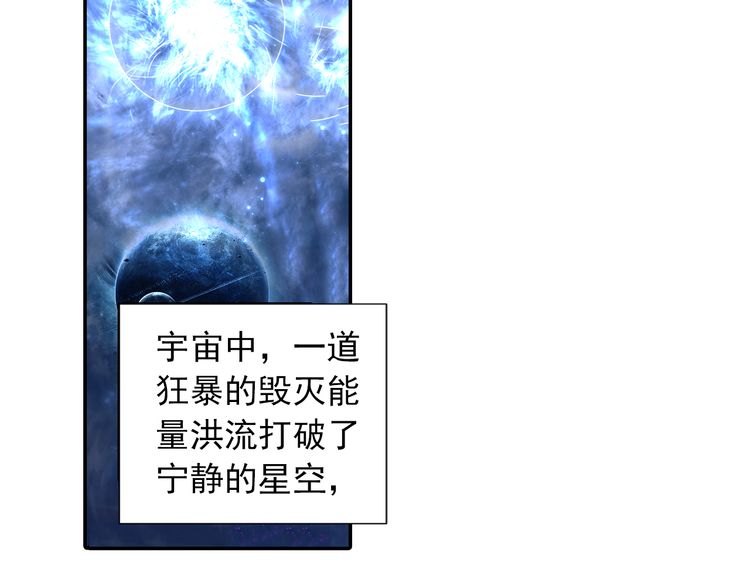 宇宙中，一道
狂暴的毁灭能
量洪流打破了
宁静的星空，